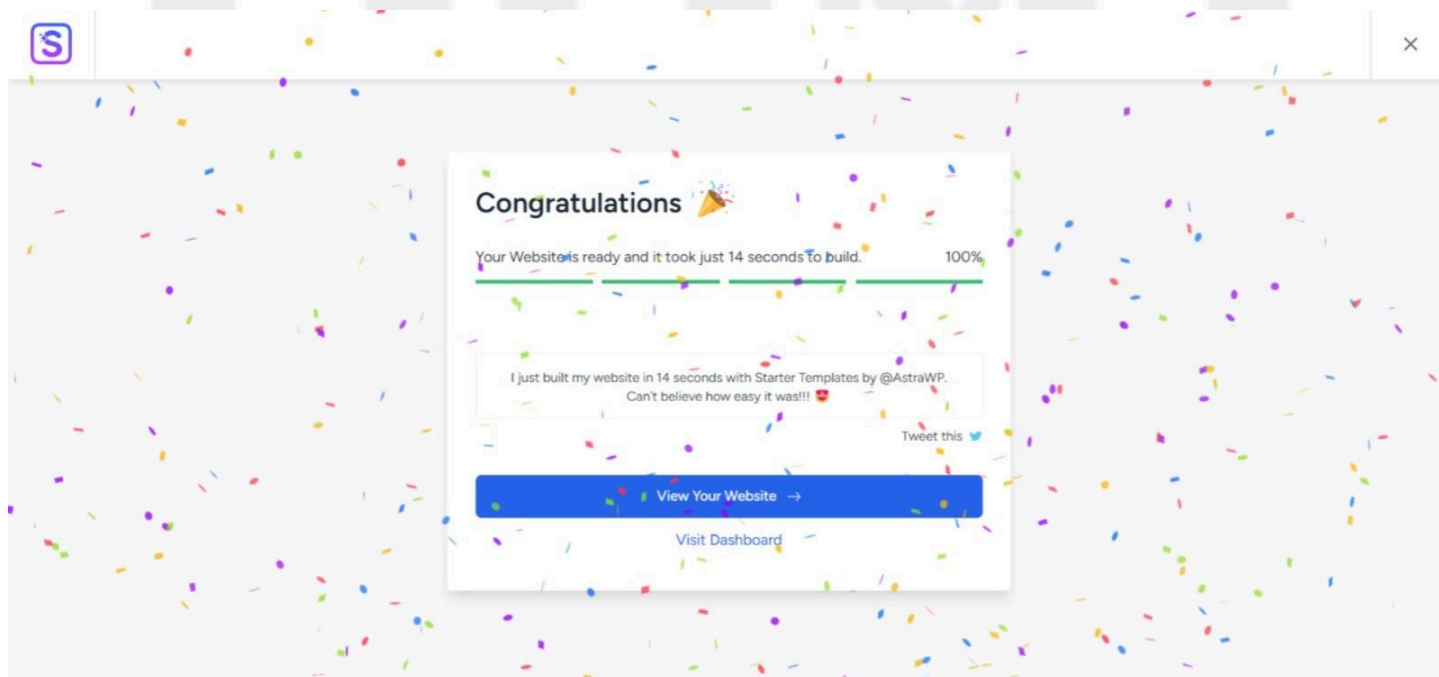 Congratulations 🎉
Your Website is ready and it took just 14 seconds to build. 100%
I just built my website in 14 seconds with Starter Templates by @AstraWP.
Can't believe how easy it was!!! 🤩
Tweet this
View Your Website →
Visit Dashboard